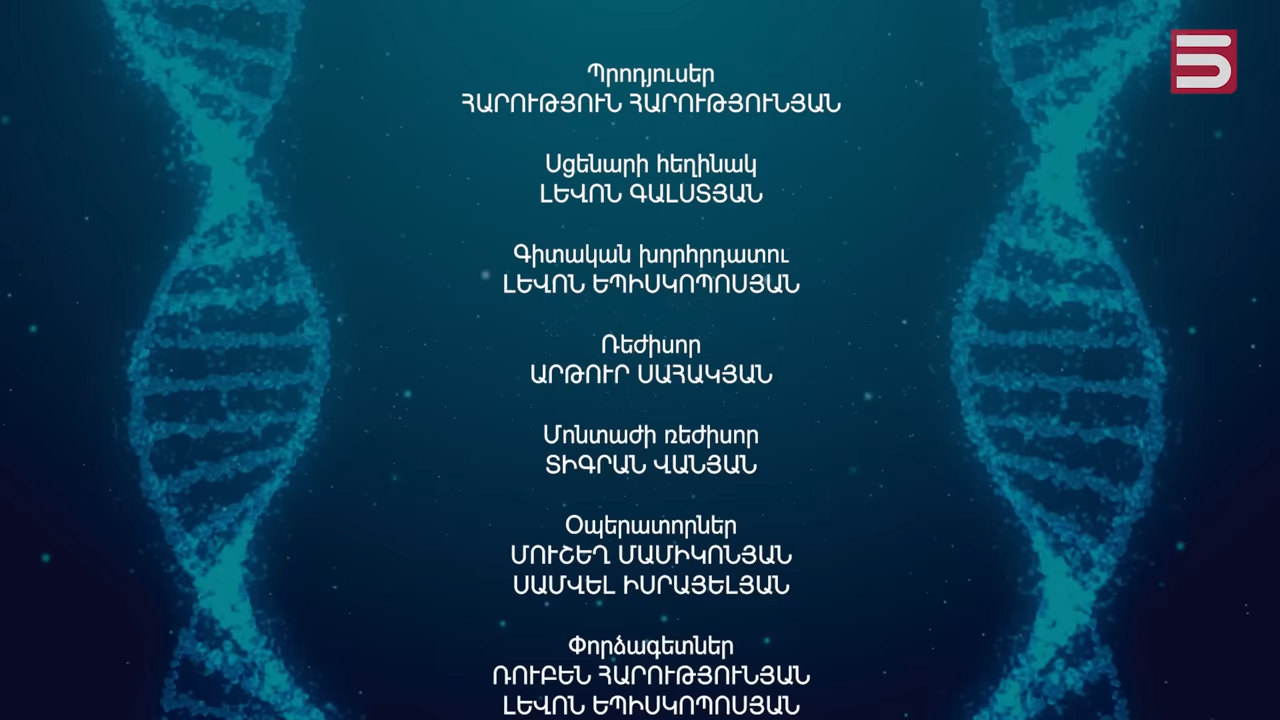 Պրոդյուսեր
ՀԱՐՈՒԹՅՈՒՆ ՀԱՐՈՒԹՅՈՒՆՅԱՆ
Սցենարի հեղինակ
ԼԵՎՈՆ ԳԱԼՍՏՅԱՆ
Գիտական խորհրդատու
ԼԵՎՈՆ ԵՊԻՍԿՈՊՈՍՅԱՆ
Ռեժիսոր
ԱՐԹՈՒՐ ՍԱՀԱԿՅԱՆ
Մոնտաժի ռեժիսոր
ՏԻԳՐԱՆ ՎԱՆՅԱՆ
Օպերատորներ
ՄՈՒՇԵՂ ՄԱՄԻԿՈՆՅԱՆ
ՍԱՄՎԵԼ ԻՍՐԱՅԵԼՅԱՆ
Փորձագետներ
ՌՈՒԲԵՆ ՀԱՐՈՒԹՅՈՒՆՅԱՆ
ԼԵՎՈՆ ԵՊԻՍԿՈՊՈՍՅԱՆ
5